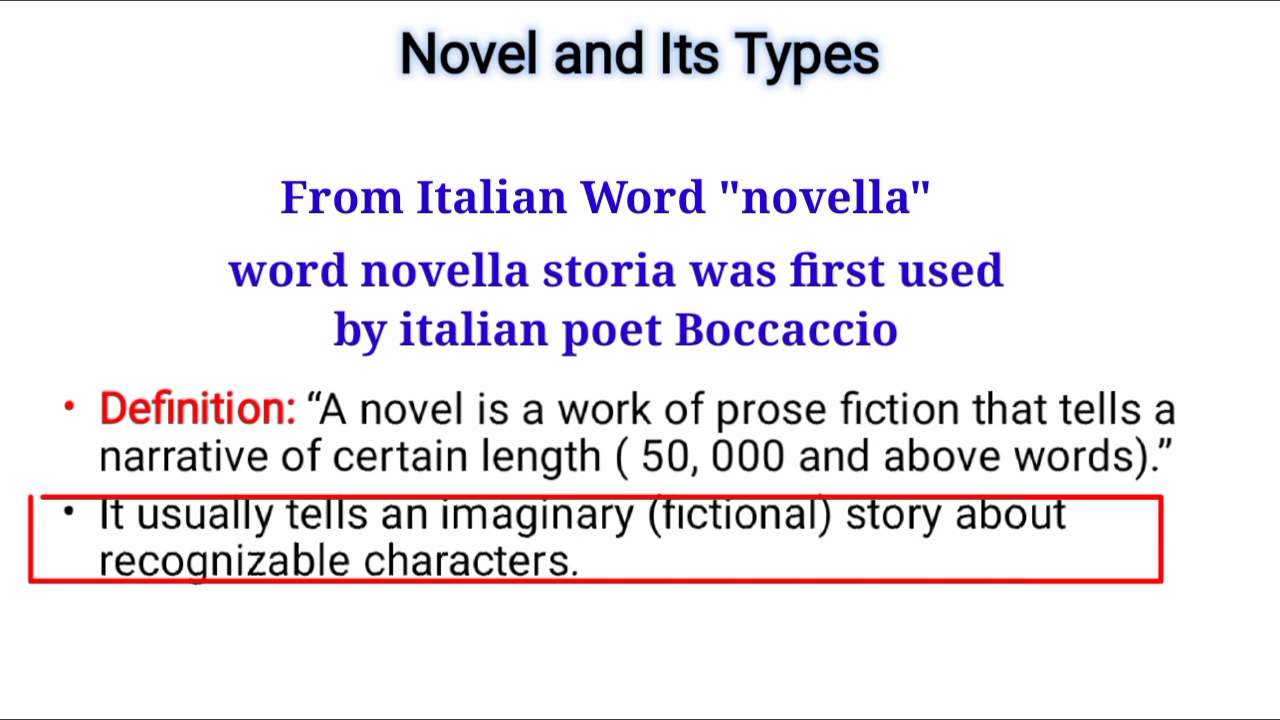 Novel and Its Types
From Italian Word "novella"
word novella storia was first used
by italian poet Boccaccio
• Definition: “A novel is a work of prose fiction that tells a
narrative of certain length ( 50, 000 and above words).”
• It usually tells an imaginary (fictional) story about
recognizable characters.